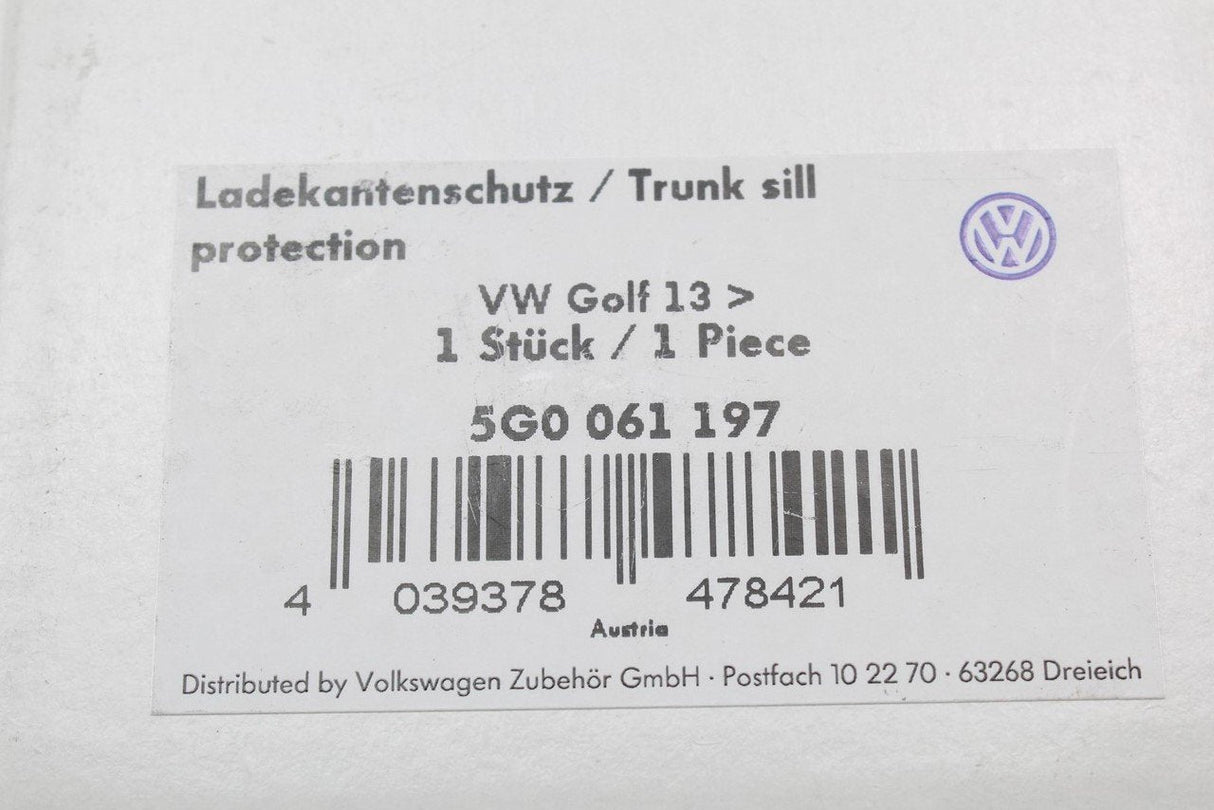 Ladekantenschutz / Trunk sill
protection
VW Golf 13 >
1 Stück / 1 Piece
5G0 061 197
4 039378 478421
Austria
Distributed by Volkswagen Zubehör GmbH · Postfach 10 22 70 · 63268 Dreieich